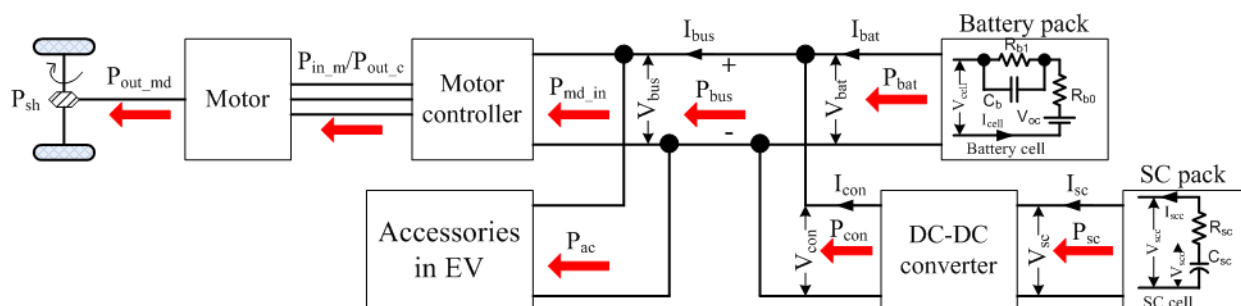 Battery pack
I_bus
I_bat
R_b1
P_out_md
P_in_m/P_out_c
+
P_sh
Motor
Motor
controller
P_md_in
V_bus
P_bus
V_bat
P_bat
V_cell
C_b
V_oc
R_b0
I_cell
-
Battery cell
SC pack
I_con
I_sc
I_scc
Accessories
in EV
P_ac
V_con
P_con
DC-DC
converter
V_sc
P_sc
V_scc
R_sc
C_sc
SC cell